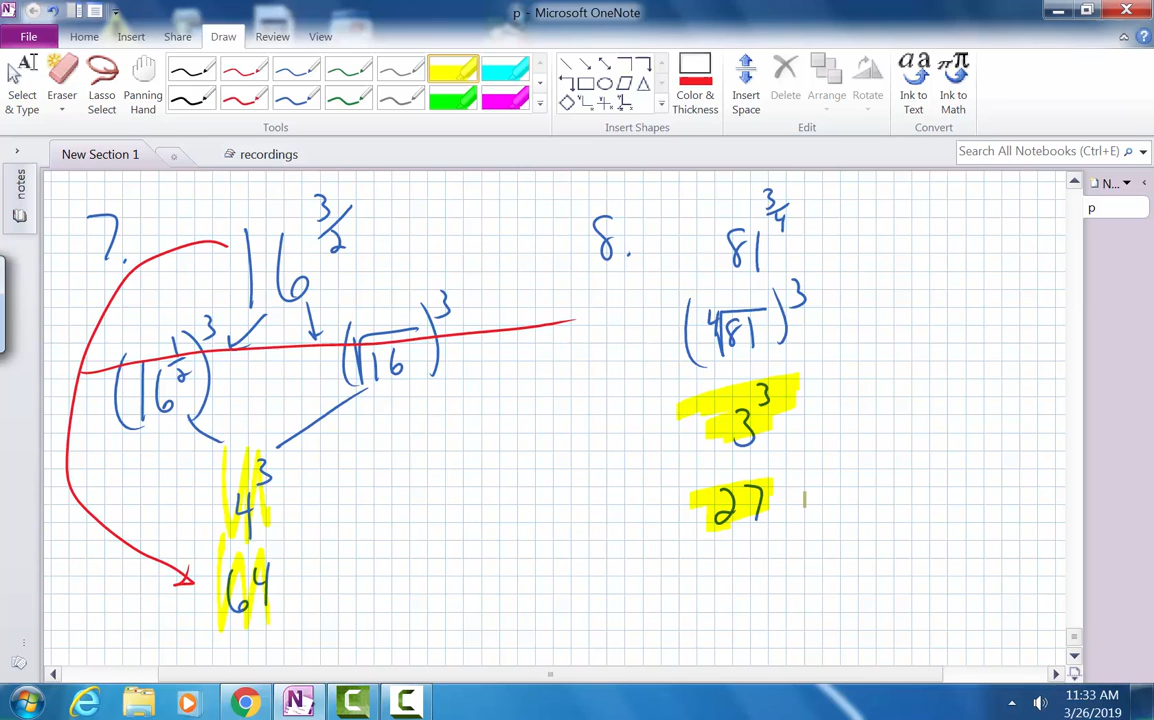 p - Microsoft OneNote
File Home Insert Share Draw Review View
Select & Type
Eraser
Lasso Select
Panning Hand
Color & Thickness
Insert Space
Delete
Arrange
Rotate
Ink to Text
Ink to Math
Tools
Insert Shapes
Edit
Convert
New Section 1
recordings
Search All Notebooks (Ctrl+E)
notes
N...
p
7.
16^(3/2)
(16^(1/2))^3
(√16)^3
4^3
64
8.
81^(3/4)
(∜81)^3
3^3
27
11:33 AM
3/26/2019